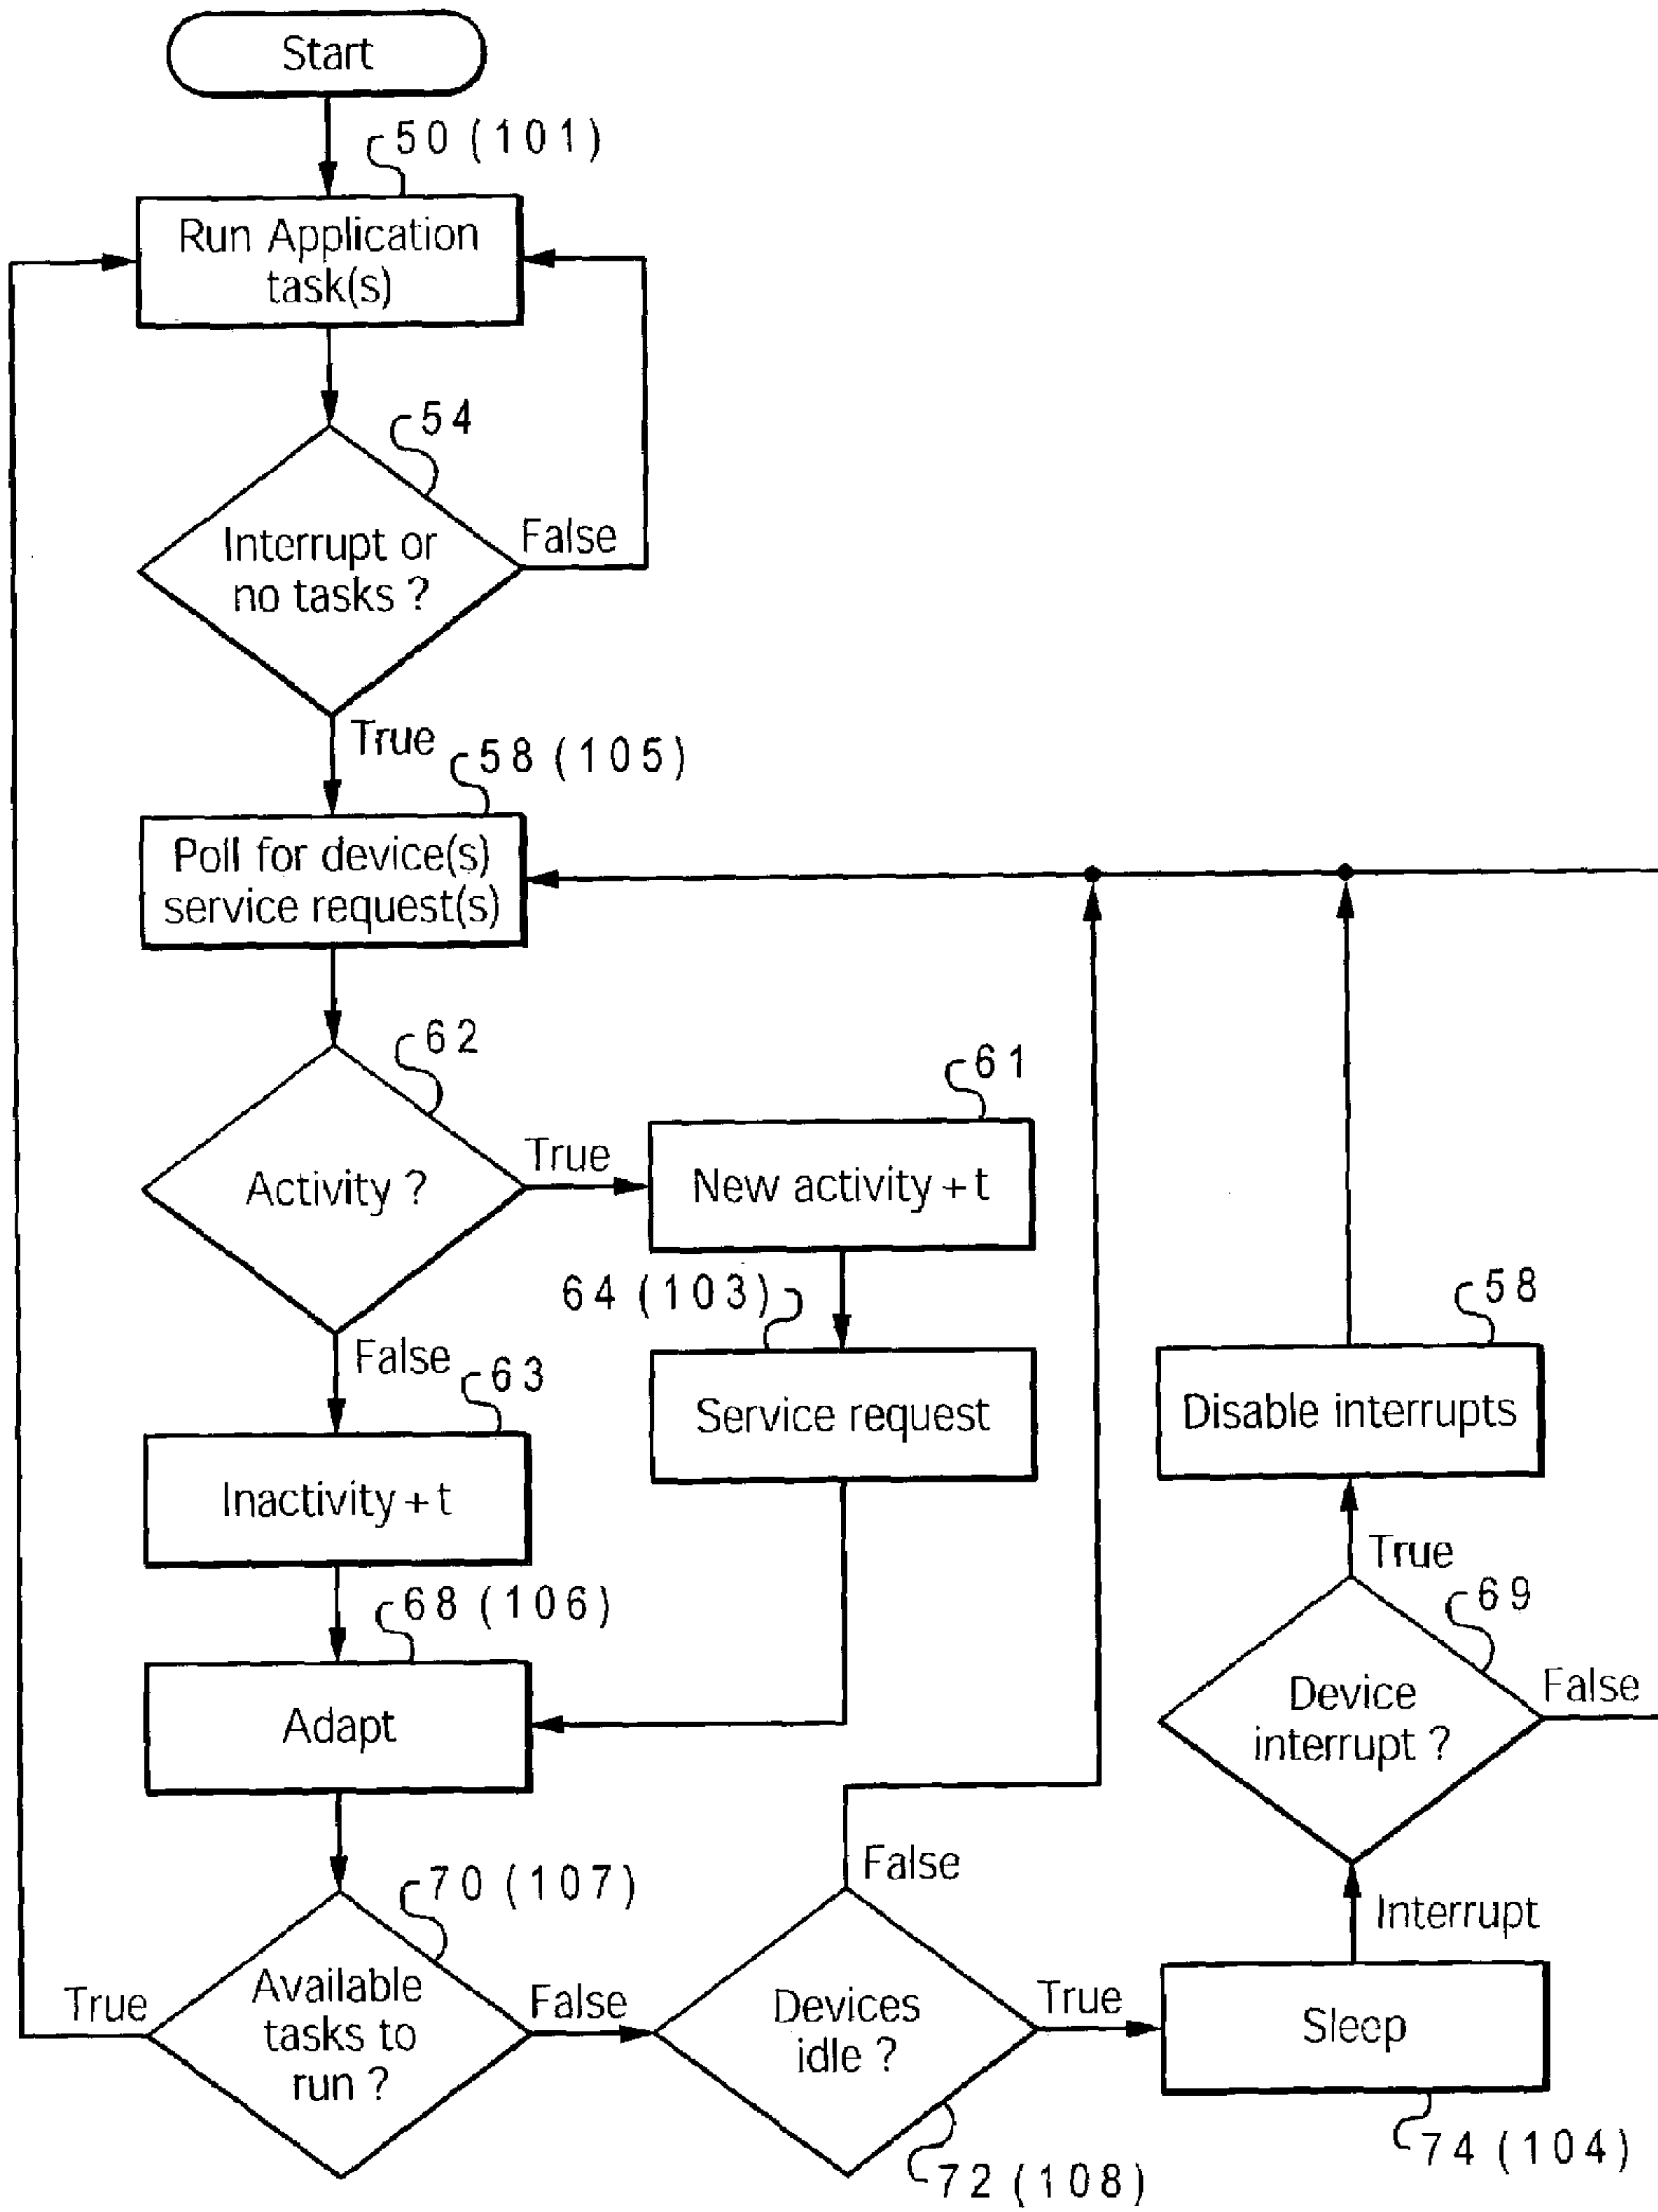 Start
50 (101)
Run Application
task(s)
54
Interrupt or
no tasks ?
False
True
58 (105)
Poll for device(s)
service request(s)
62
Activity ?
True
61
New activity + t
64 (103)
Service request
False
63
Inactivity + t
68 (106)
Adapt
70 (107)
Available
tasks to
run ?
True
False
Devices
idle ?
False
True
72 (108)
Sleep
74 (104)
Interrupt
Device
interrupt ?
69
False
True
58
Disable interrupts